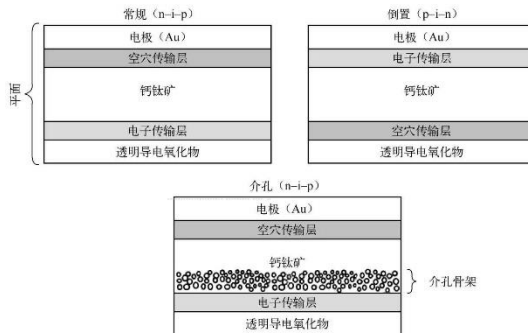 常规（n–i–p）
电极（Au）
空穴传输层
钙钛矿
电子传输层
透明导电氧化物
平面
倒置（p–i–n）
电极（Au）
电子传输层
钙钛矿
空穴传输层
透明导电氧化物
介孔（n–i–p）
电极（Au）
空穴传输层
钙钛矿
介孔骨架
电子传输层
透明导电氧化物